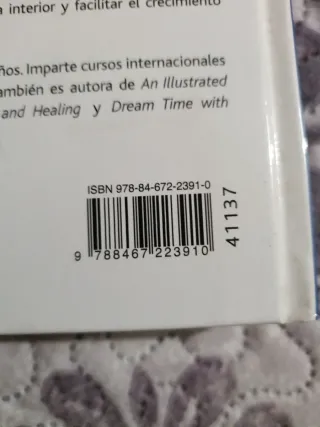 interior y facilitar el crecimiento
ños. Imparte cursos internacionales
ambién es autora de An Illustrated
and Healing y Dream Time with
ISBN 978-84-672-2391-0
9 788467 223910
41137